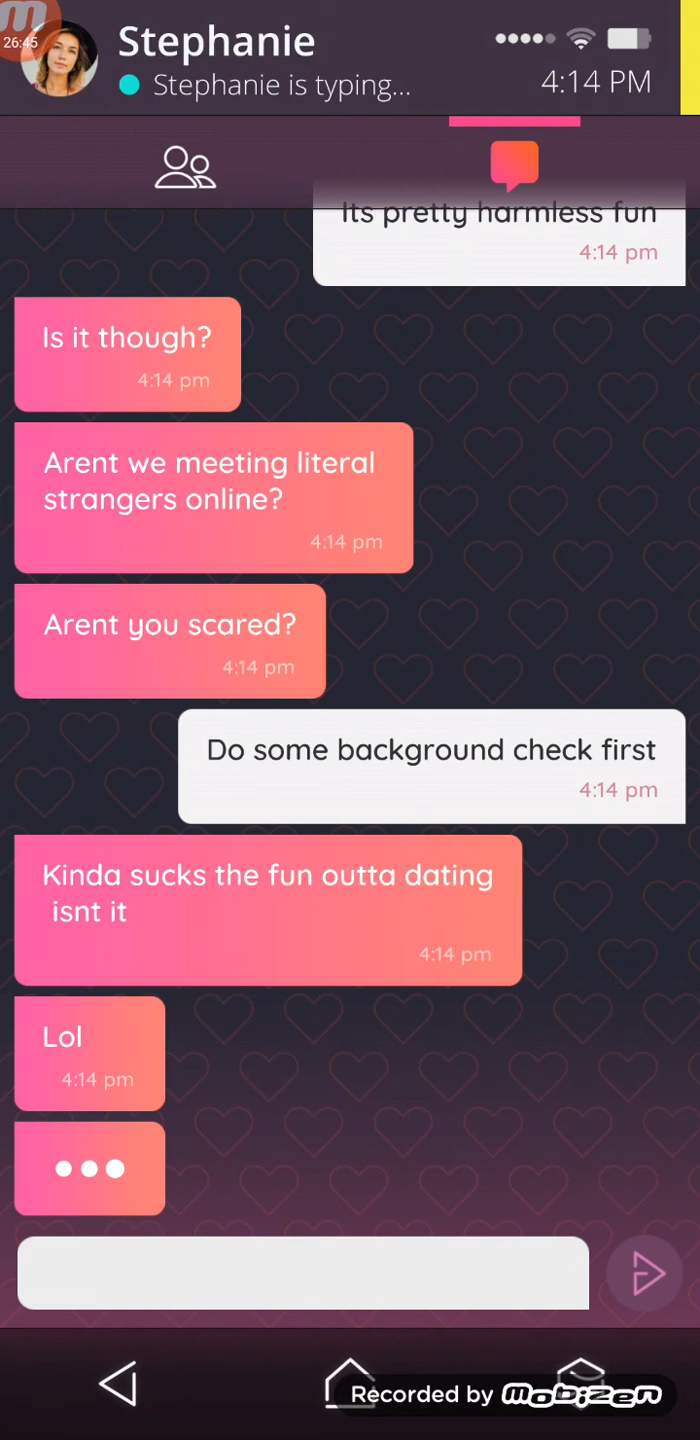 26:45
Stephanie
Stephanie is typing...
4:14 PM
Its pretty harmless fun
4:14 pm
Is it though?
4:14 pm
Arent we meeting literal
strangers online?
4:14 pm
Arent you scared?
4:14 pm
Do some background check first
4:14 pm
Kinda sucks the fun outta dating
isnt it
4:14 pm
Lol
4:14 pm
Recorded by mobizen